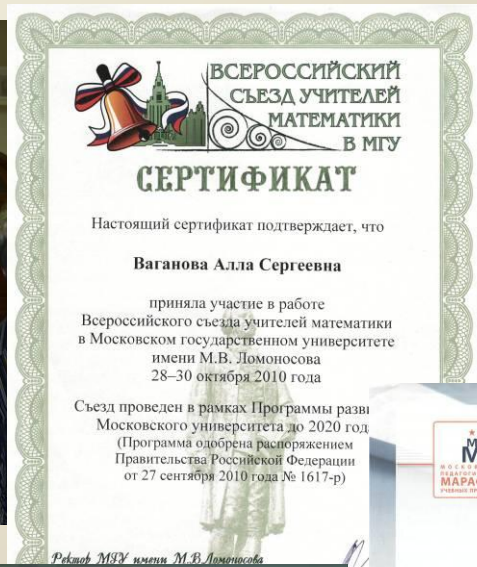 ВСЕРОССИЙСКИЙ
СЪЕЗД УЧИТЕЛЕЙ
МАТЕМАТИКИ
В МГУ
СЕРТИФИКАТ
Настоящий сертификат подтверждает, что
Ваганова Алла Сергеевна
приняла участие в работе
Всероссийского съезда учителей математики
в Московском государственном университете
имени М.В. Ломоносова
28–30 октября 2010 года
Съезд проведен в рамках Программы разви
Московского университета до 2020 год
(Программа одобрена распоряжением
Правительства Российской Федерации
от 27 сентября 2010 года № 1617-р)
Ректор МГУ имени М.В.Ломоносова